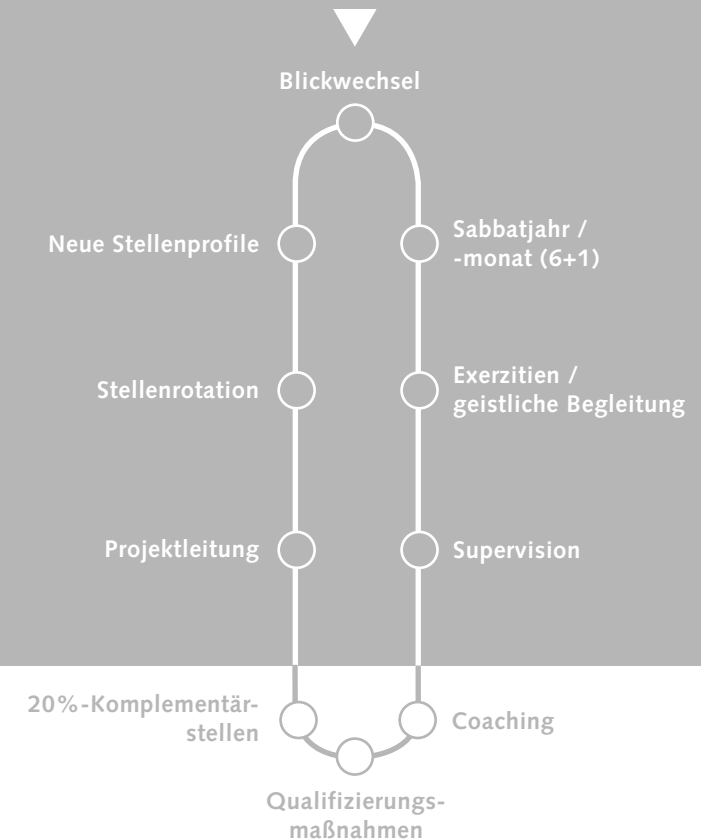 Blickwechsel
Neue Stellenprofile
Sabbatjahr /
-monat (6+1)
Stellenrotation
Exerzitien /
geistliche Begleitung
Projektleitung
Supervision
20%-Komplementär-
stellen
Coaching
Qualifizierungs-
maßnahmen